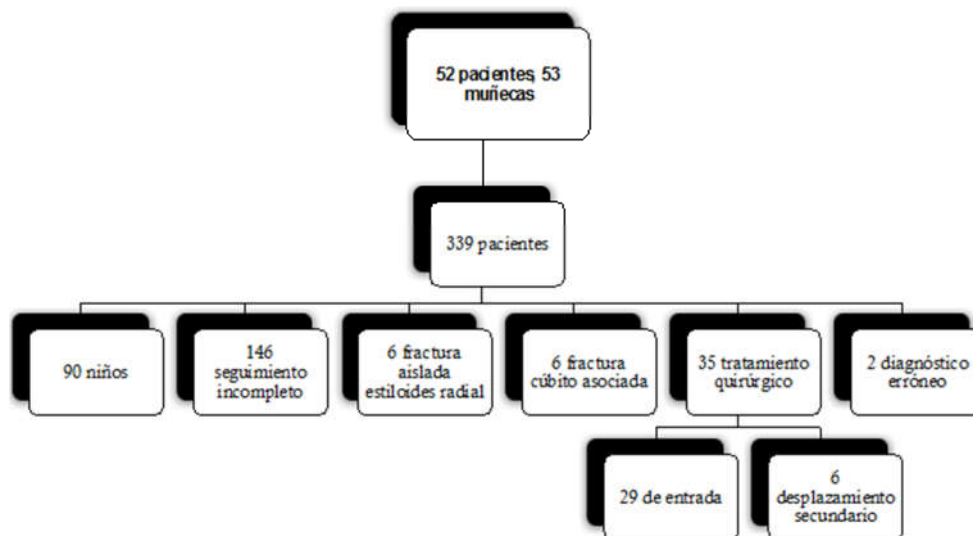 52 pacientes, 53
muñecas
339 pacientes
90 niños
146
seguimiento
incompleto
6 fractura
aislada
estiloides radial
6 fractura
cúbito asociada
35 tratamiento
quirúrgico
2 diagnóstico
erróneo
29 de entrada
6
desplazamiento
secundario